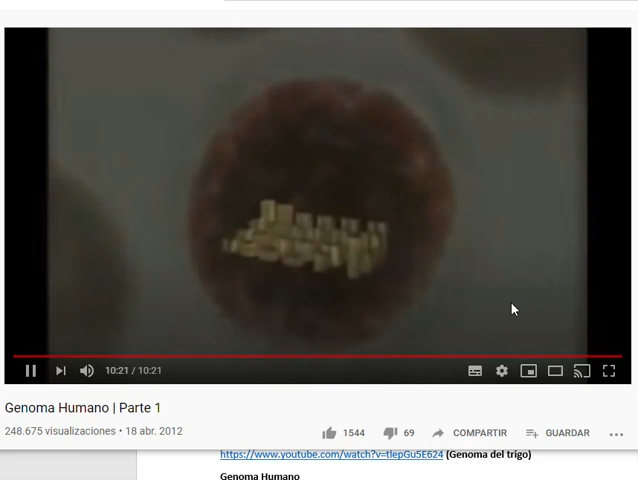 10:21 / 10:21
Genoma Humano | Parte 1
248.675 visualizaciones • 18 abr. 2012
1544 69 COMPARTIR GUARDAR
https://www.youtube.com/watch?v=tlepGu5E624 (Genoma del trigo)
Genoma Humano